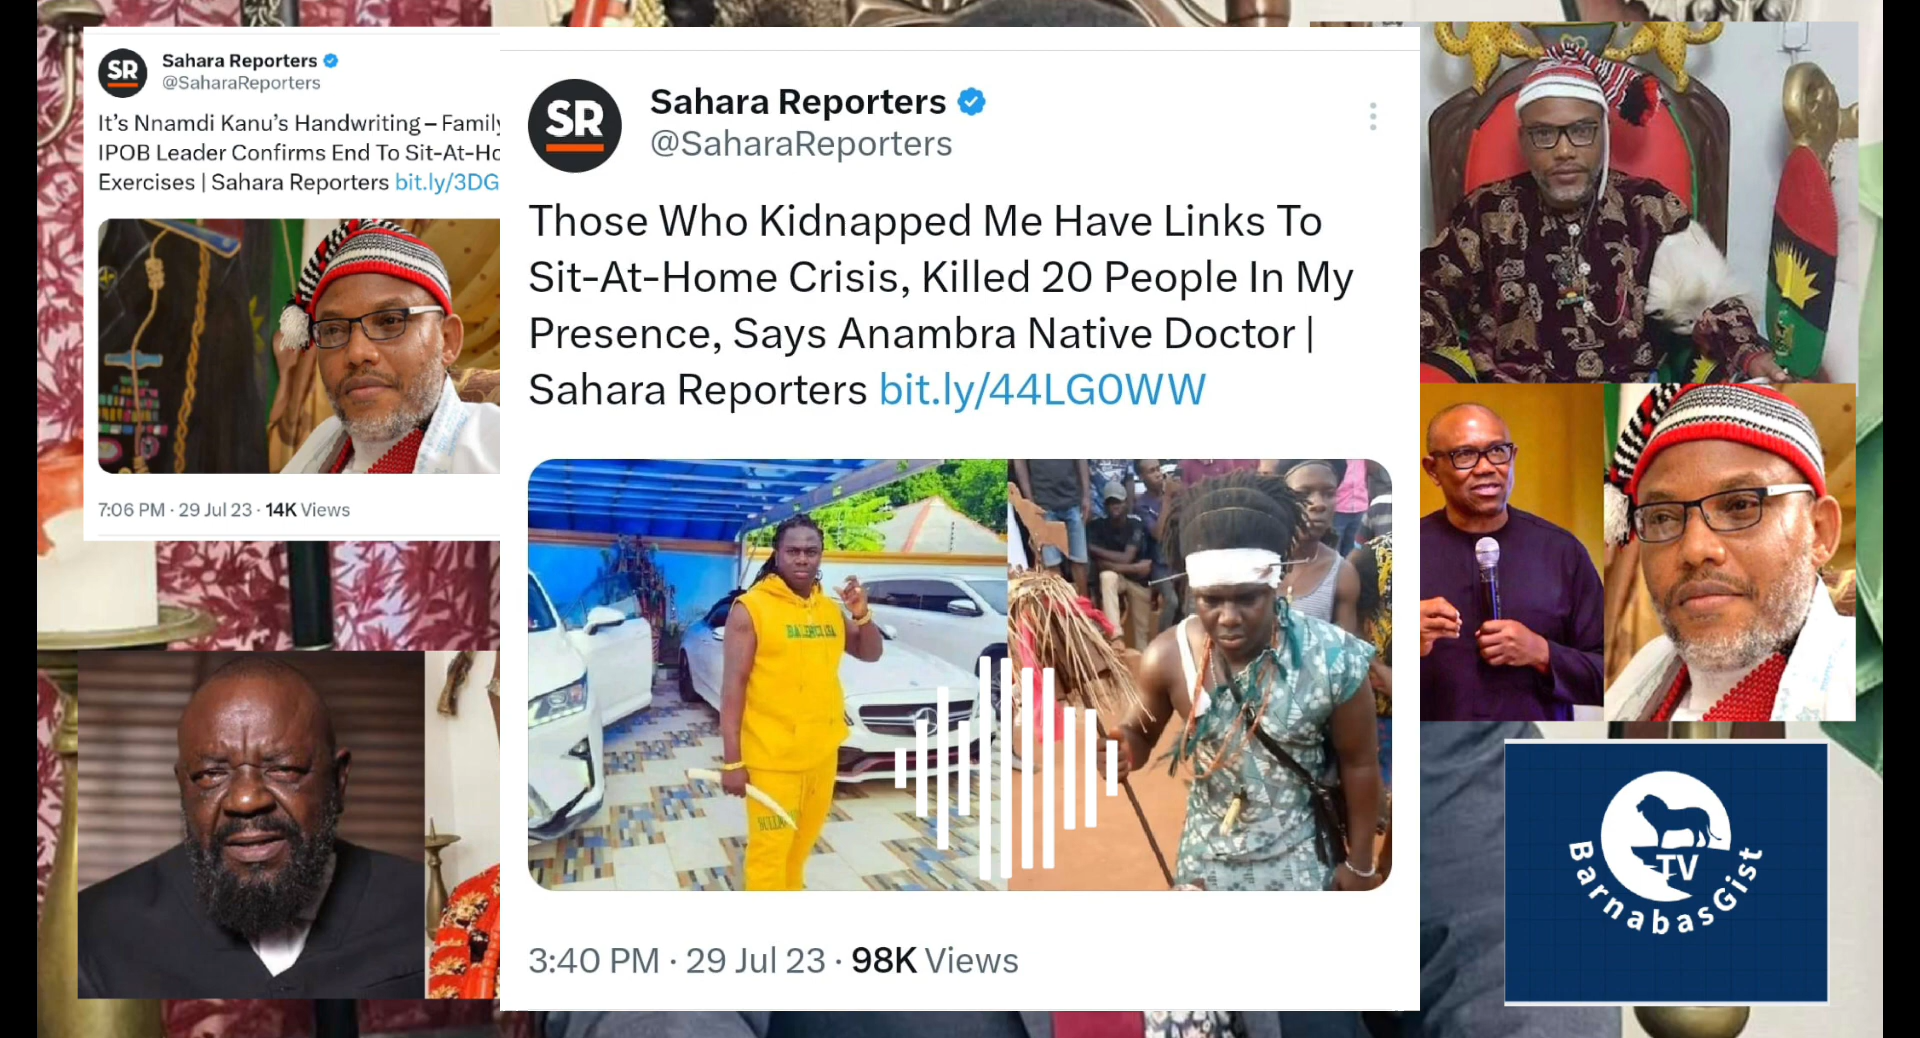 SR
Sahara Reporters
@SaharaReporters
It's Nnamdi Kanu's Handwriting – Family
IPOB Leader Confirms End To Sit-At-Ho
Exercises | Sahara Reporters bit.ly/3DG
7:06 PM · 29 Jul 23 · 14K Views
SR
Sahara Reporters
@SaharaReporters
Those Who Kidnapped Me Have Links To
Sit-At-Home Crisis, Killed 20 People In My
Presence, Says Anambra Native Doctor |
Sahara Reporters bit.ly/44LG0WW
3:40 PM · 29 Jul 23 · 98K Views
TV
BarnabasGist